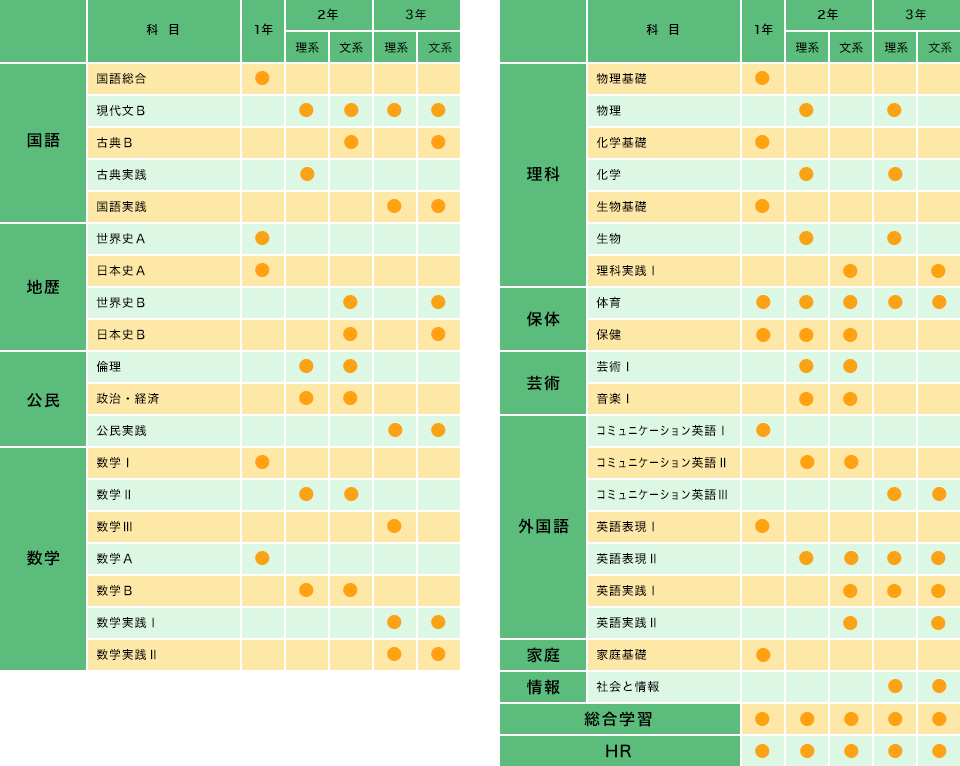 科 目 1年 2年 3年
理系 文系 理系 文系
国語
国語総合
現代文B
古典B
古典実践
国語実践
地歴
世界史A
日本史A
世界史B
日本史B
公民
倫理
政治・経済
公民実践
数学
数学Ⅰ
数学Ⅱ
数学Ⅲ
数学A
数学B
数学実践Ⅰ
数学実践Ⅱ
科 目 1年 2年 3年
理系 文系 理系 文系
理科
物理基礎
物理
化学基礎
化学
生物基礎
生物
理科実践Ⅰ
保体
体育
保健
芸術
芸術Ⅰ
音楽Ⅰ
外国語
コミュニケーション英語Ⅰ
コミュニケーション英語Ⅱ
コミュニケーション英語Ⅲ
英語表現Ⅰ
英語表現Ⅱ
英語実践Ⅰ
英語実践Ⅱ
家庭
家庭基礎
情報
社会と情報
総合学習
HR